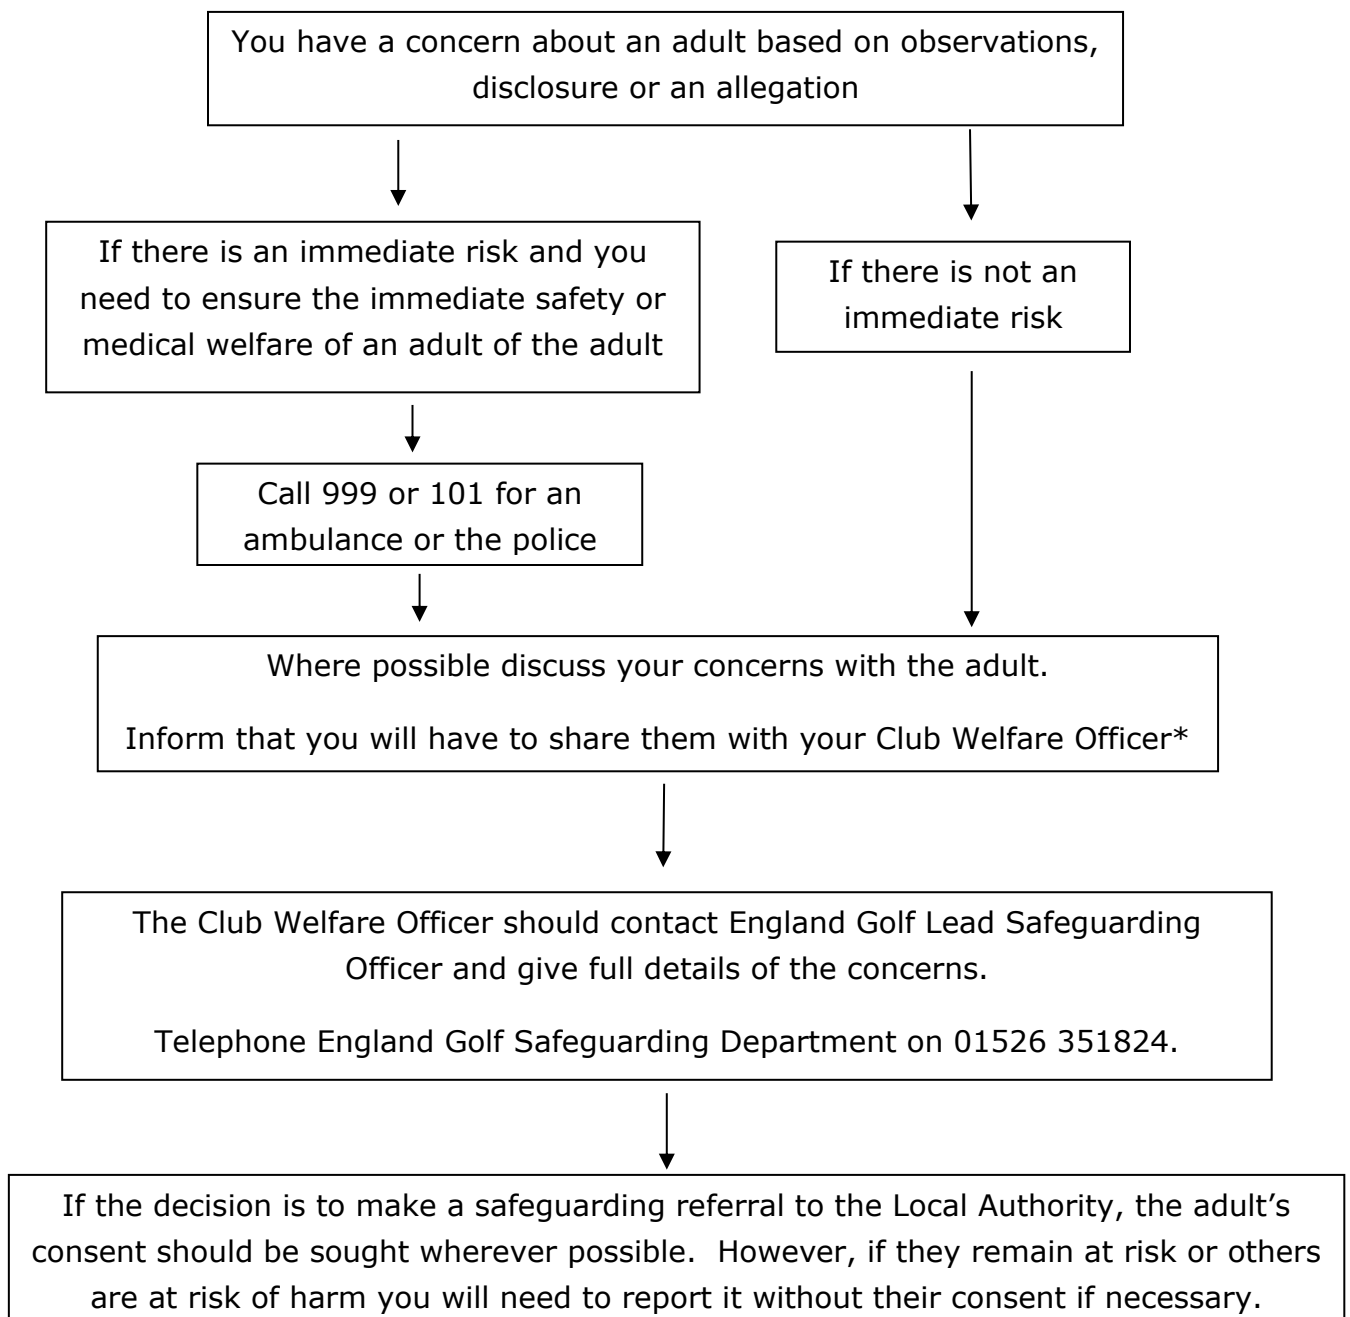 You have a concern about an adult based on observations,
disclosure or an allegation
If there is an immediate risk and you
need to ensure the immediate safety or
medical welfare of an adult of the adult
If there is not an
immediate risk
Call 999 or 101 for an
ambulance or the police
Where possible discuss your concerns with the adult.
Inform that you will have to share them with your Club Welfare Officer*
The Club Welfare Officer should contact England Golf Lead Safeguarding
Officer and give full details of the concerns.
Telephone England Golf Safeguarding Department on 01526 351824.
If the decision is to make a safeguarding referral to the Local Authority, the adult’s
consent should be sought wherever possible.  However, if they remain at risk or others
are at risk of harm you will need to report it without their consent if necessary.